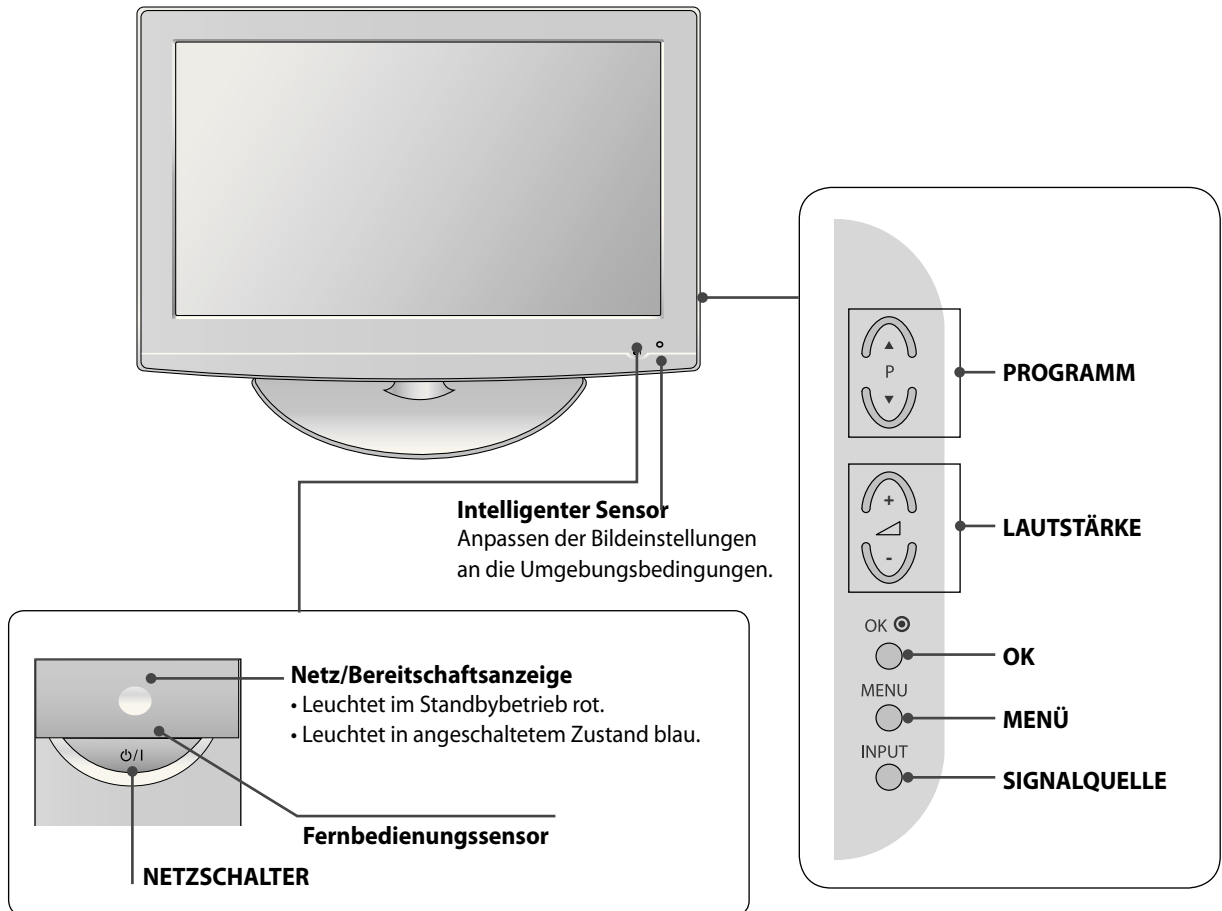 P
PROGRAMM
+
-
LAUTSTÄRKE
Intelligenter Sensor
Anpassen der Bildeinstellungen
an die Umgebungsbedingungen.
OK
OK
MENU
MENÜ
INPUT
SIGNALQUELLE
Netz/Bereitschaftsanzeige
• Leuchtet im Standbybetrieb rot.
• Leuchtet in angeschaltetem Zustand blau.
⏻/I
Fernbedienungssensor
NETZSCHALTER